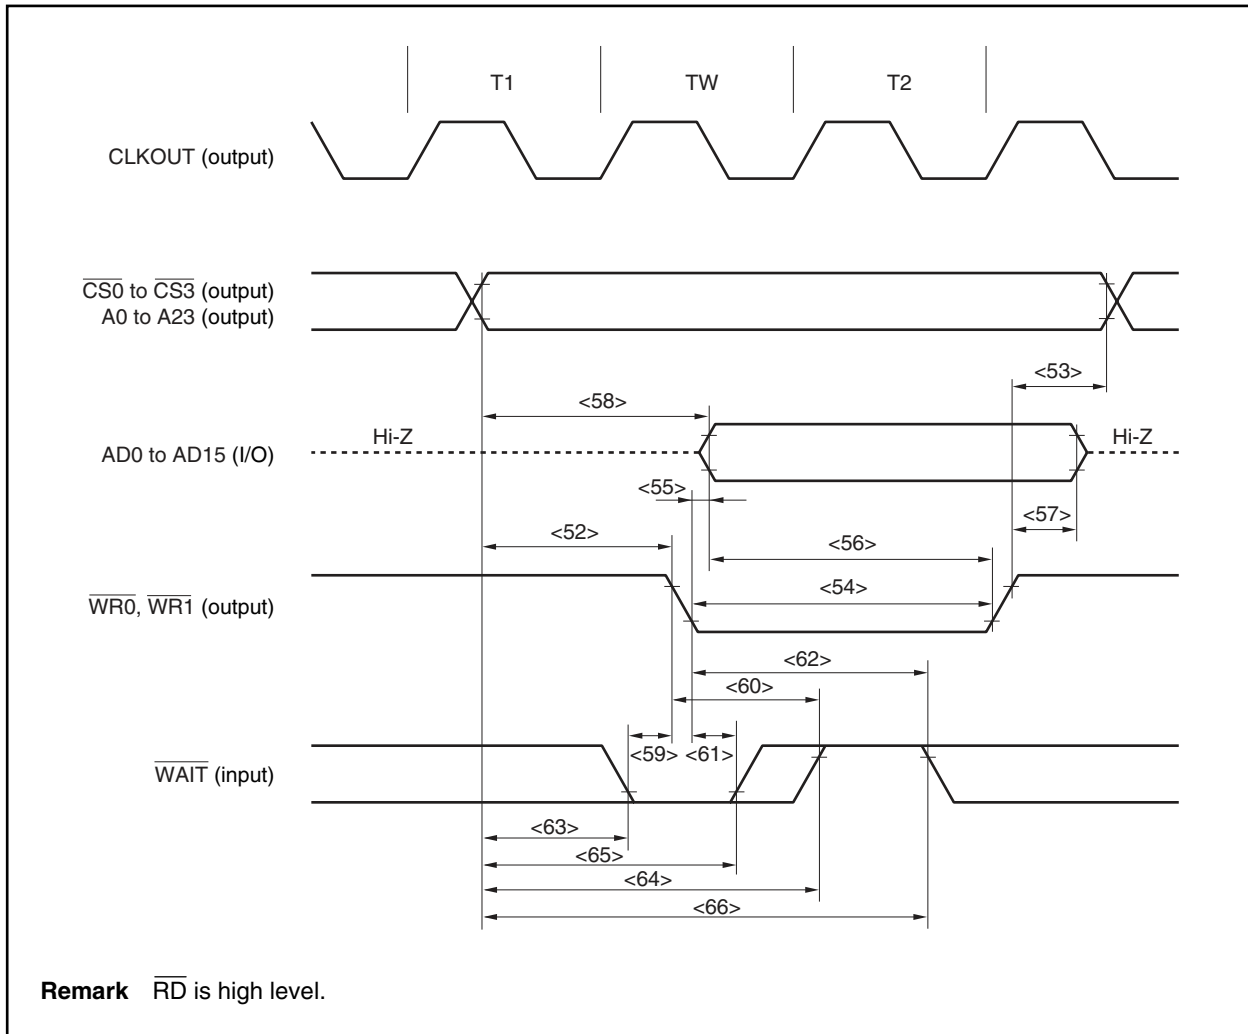 T1 TW T2
CLKOUT (output)
CS0 to CS3 (output)
A0 to A23 (output)
<53>
<58>
Hi-Z Hi-Z
AD0 to AD15 (I/O)
<55>
<57>
<52>
<56>
<54>
WR0, WR1 (output)
<62>
<60>
<59> <61>
WAIT (input)
<63>
<65>
<64>
<66>
Remark RD is high level.